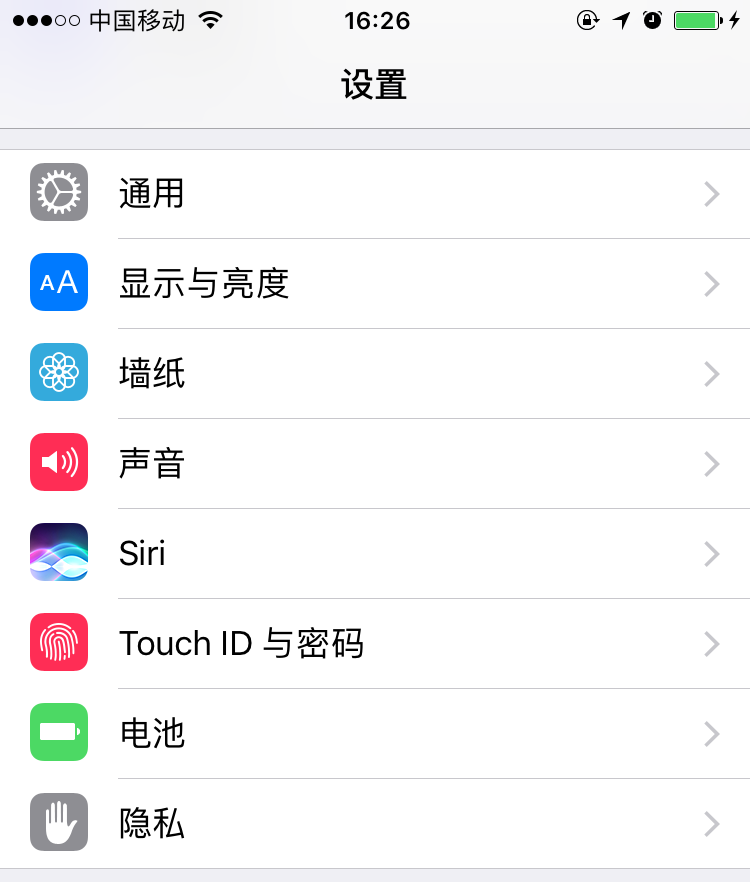 中国移动 16:26
设置
通用
AA 显示与亮度
墙纸
声音
Siri
Touch ID 与密码
电池
隐私